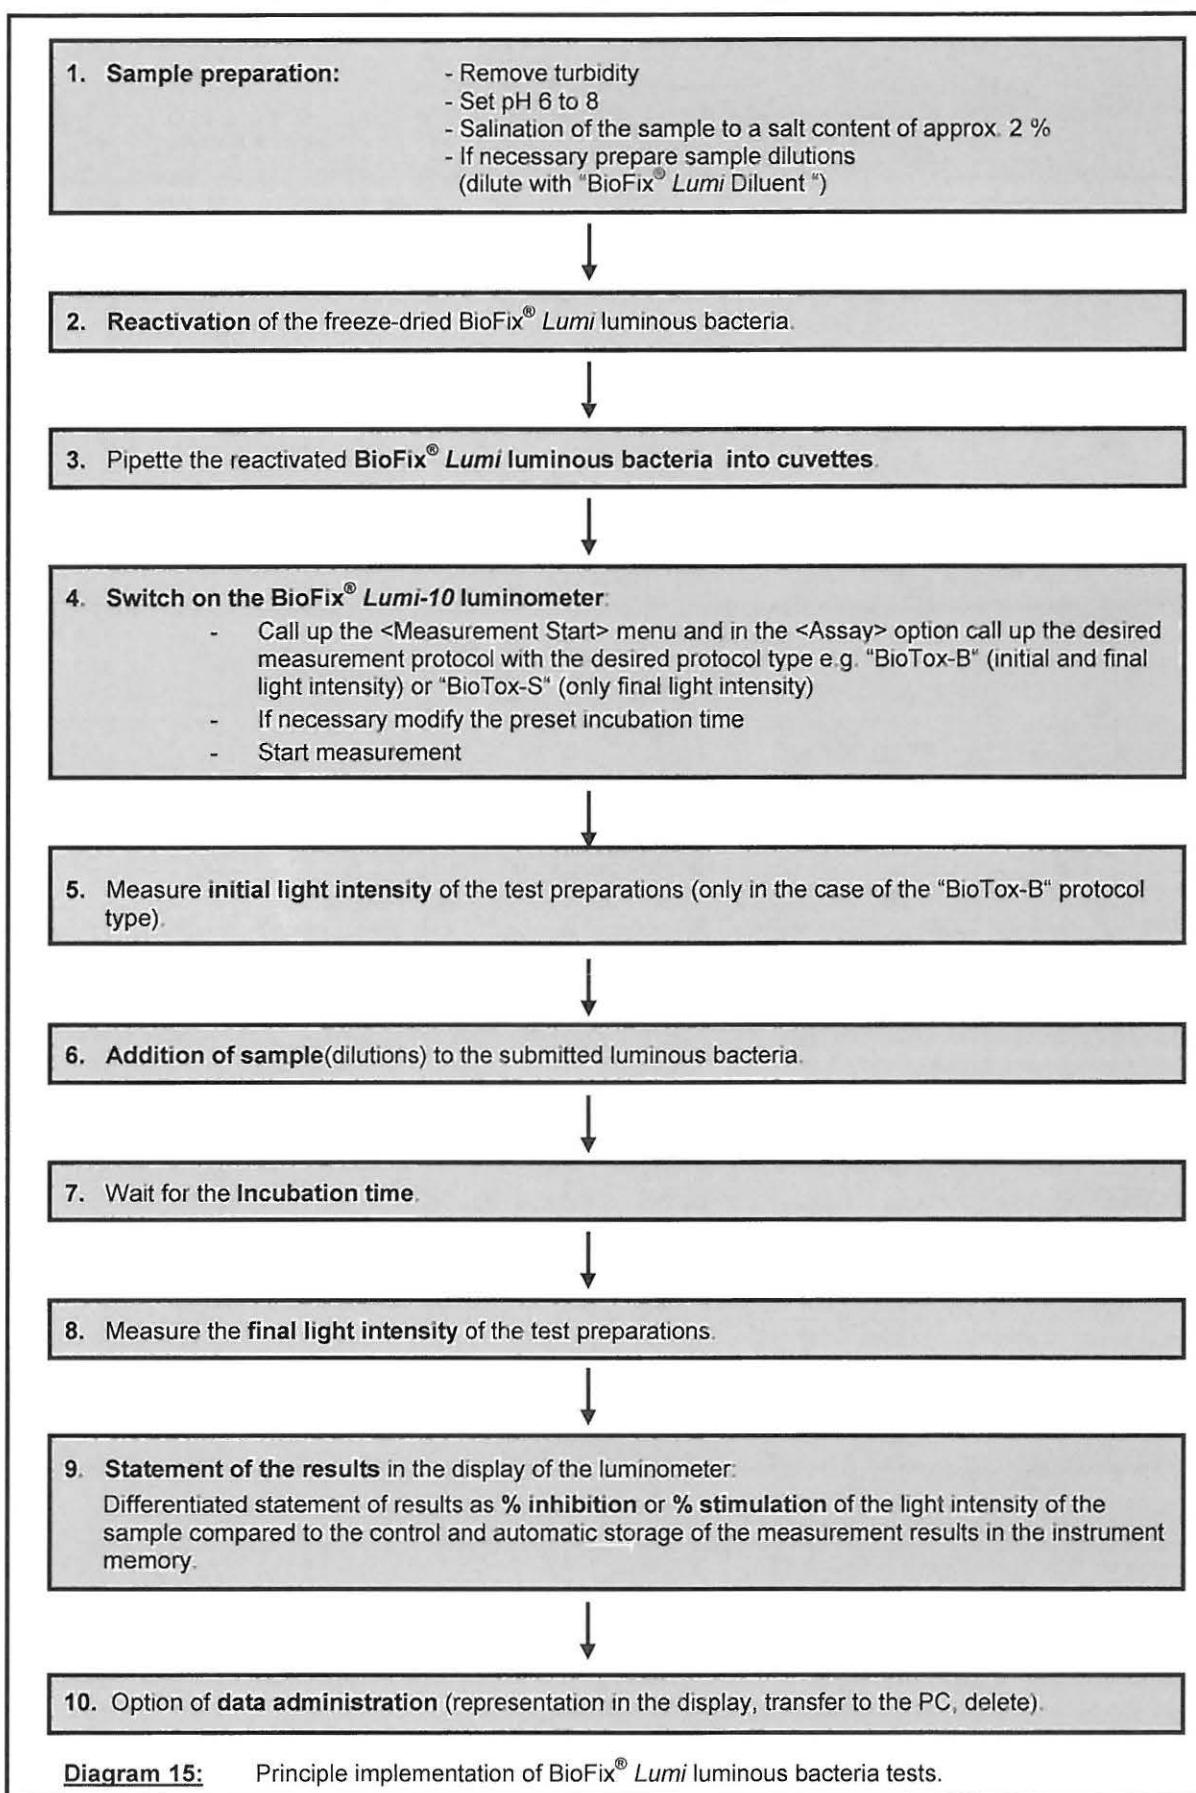 1. Sample preparation: - Remove turbidity
- Set pH 6 to 8
- Salination of the sample to a salt content of approx. 2 %
- If necessary prepare sample dilutions
(dilute with “BioFix® Lumi Diluent “)
2. Reactivation of the freeze-dried BioFix® Lumi luminous bacteria.
3. Pipette the reactivated BioFix® Lumi luminous bacteria into cuvettes.
4. Switch on the BioFix® Lumi-10 luminometer:
- Call up the <Measurement Start> menu and in the <Assay> option call up the desired
measurement protocol with the desired protocol type e.g. “BioTox-B“ (initial and final
light intensity) or “BioTox-S“ (only final light intensity)
- If necessary modify the preset incubation time
- Start measurement
5. Measure initial light intensity of the test preparations (only in the case of the “BioTox-B“ protocol
type).
6. Addition of sample(dilutions) to the submitted luminous bacteria.
7. Wait for the Incubation time.
8. Measure the final light intensity of the test preparations.
9. Statement of the results in the display of the luminometer:
Differentiated statement of results as % inhibition or % stimulation of the light intensity of the
sample compared to the control and automatic storage of the measurement results in the instrument
memory.
10. Option of data administration (representation in the display, transfer to the PC, delete).
Diagram 15: Principle implementation of BioFix® Lumi luminous bacteria tests.